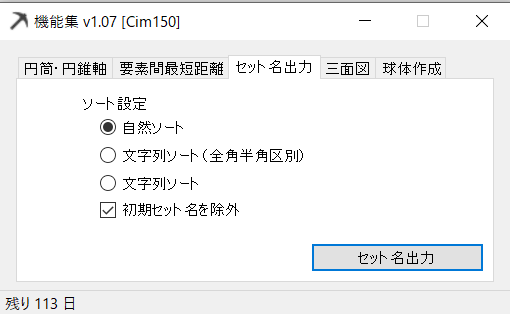 機能集 v1.07 [Cim150]
円筒・円錐軸 要素間最短距離 セット名出力 三面図 球体作成
ソート設定
自然ソート
文字列ソート（全角半角区別）
文字列ソート
初期セット名を除外
セット名出力
残り 113 日